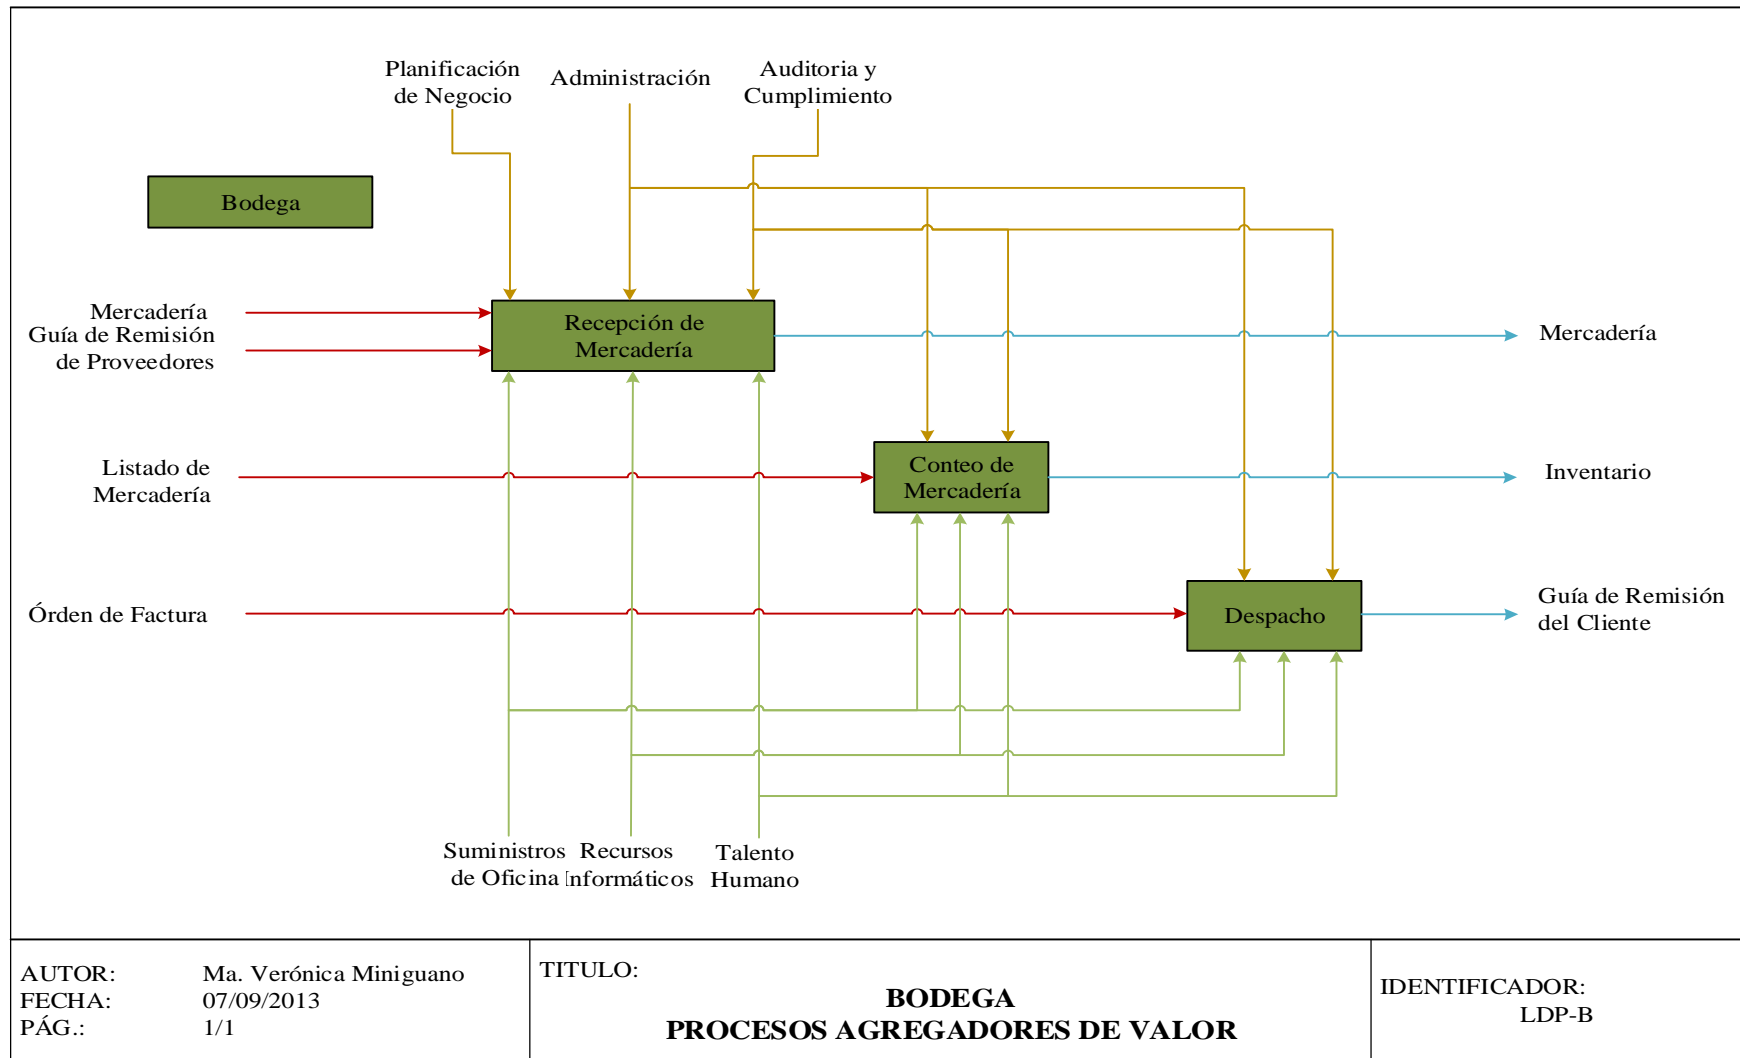 Planificación
de Negocio
Administración
Auditoria y
Cumplimiento
Bodega
Mercadería
Guía de Remisión
de Proveedores
Recepción de
Mercadería
Mercadería
Listado de
Mercadería
Conteo de
Mercadería
Inventario
Órden de Factura
Despacho
Guía de Remisión
del Cliente
Suministros
de Oficina
Recursos
Informáticos
Talento
Humano
AUTOR: Ma. Verónica Miniguano
FECHA: 07/09/2013
PÁG.: 1/1
TITULO:
BODEGA
PROCESOS AGREGADORES DE VALOR
IDENTIFICADOR:
LDP-B